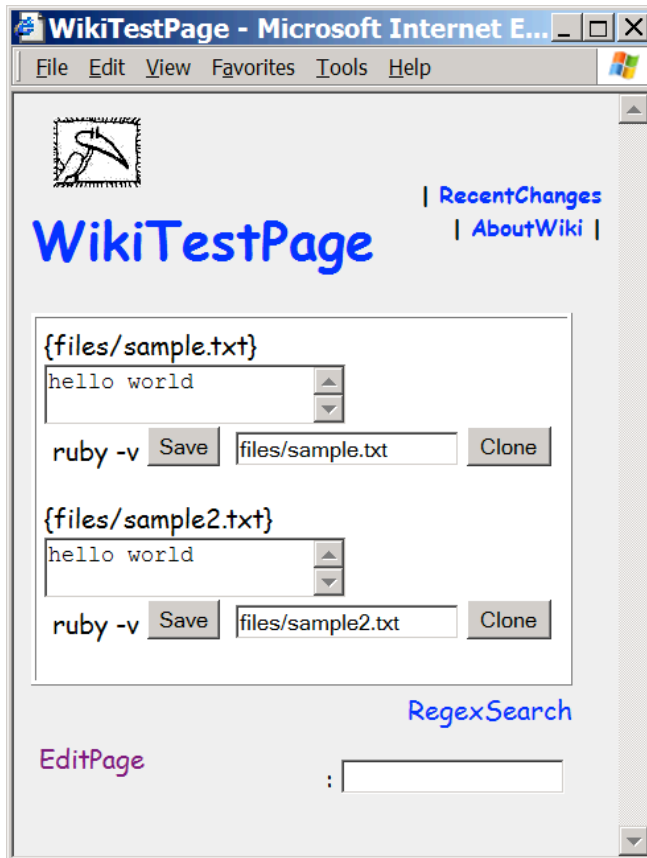 WikiTestPage - Microsoft Internet E...
File Edit View Favorites Tools Help
| RecentChanges
| AboutWiki |
WikiTestPage
{files/sample.txt}
hello world
ruby -v Save files/sample.txt Clone
{files/sample2.txt}
hello world
ruby -v Save files/sample2.txt Clone
RegexSearch
EditPage :